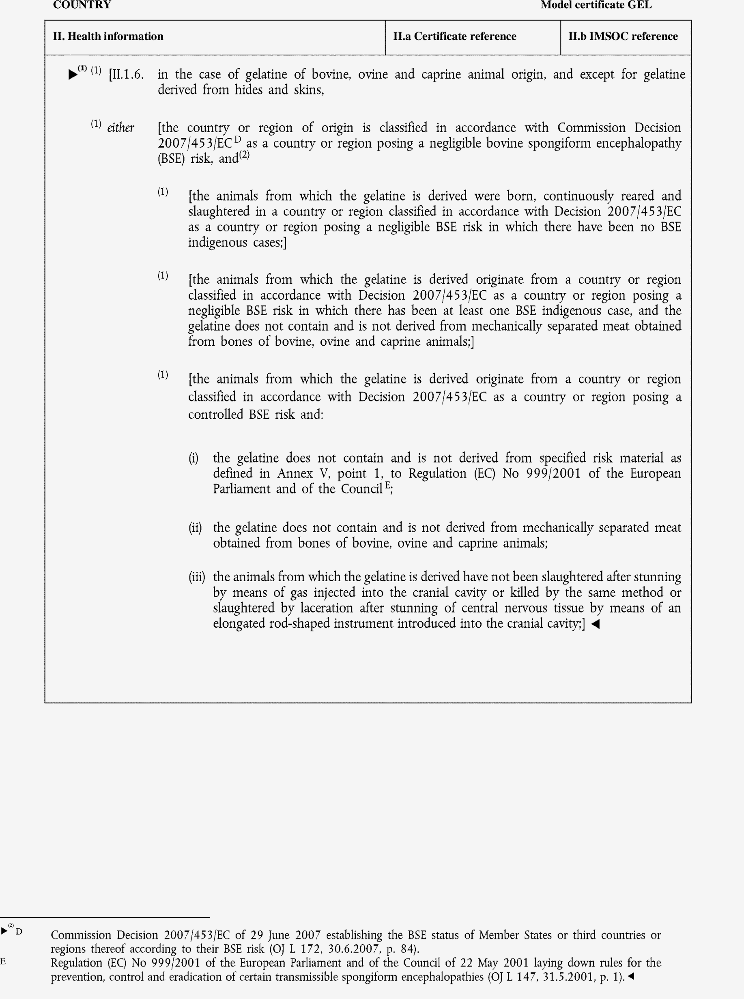 COUNTRY Model certificate GEL
II. Health information II.a Certificate reference II.b IMSOC reference
▶(1) (1) [II.1.6. in the case of gelatine of bovine, ovine and caprine animal origin, and except for gelatine
derived from hides and skins,
(1) either [the country or region of origin is classified in accordance with Commission Decision
2007/453/EC D as a country or region posing a negligible bovine spongiform encephalopathy
(BSE) risk, and(2)
(1) [the animals from which the gelatine is derived were born, continuously reared and
slaughtered in a country or region classified in accordance with Decision 2007/453/EC
as a country or region posing a negligible BSE risk in which there have been no BSE
indigenous cases;]
(1) [the animals from which the gelatine is derived originate from a country or region
classified in accordance with Decision 2007/453/EC as a country or region posing a
negligible BSE risk in which there has been at least one BSE indigenous case, and the
gelatine does not contain and is not derived from mechanically separated meat obtained
from bones of bovine, ovine and caprine animals;]
(1) [the animals from which the gelatine is derived originate from a country or region
classified in accordance with Decision 2007/453/EC as a country or region posing a
controlled BSE risk and:
(i) the gelatine does not contain and is not derived from specified risk material as
defined in Annex V, point 1, to Regulation (EC) No 999/2001 of the European
Parliament and of the Council E;
(ii) the gelatine does not contain and is not derived from mechanically separated meat
obtained from bones of bovine, ovine and caprine animals;
(iii) the animals from which the gelatine is derived have not been slaughtered after stunning
by means of gas injected into the cranial cavity or killed by the same method or
slaughtered by laceration after stunning of central nervous tissue by means of an
elongated rod-shaped instrument introduced into the cranial cavity;] ◀
▶(2) D Commission Decision 2007/453/EC of 29 June 2007 establishing the BSE status of Member States or third countries or
regions thereof according to their BSE risk (OJ L 172, 30.6.2007, p. 84).
E Regulation (EC) No 999/2001 of the European Parliament and of the Council of 22 May 2001 laying down rules for the
prevention, control and eradication of certain transmissible spongiform encephalopathies (OJ L 147, 31.5.2001, p. 1). ◀